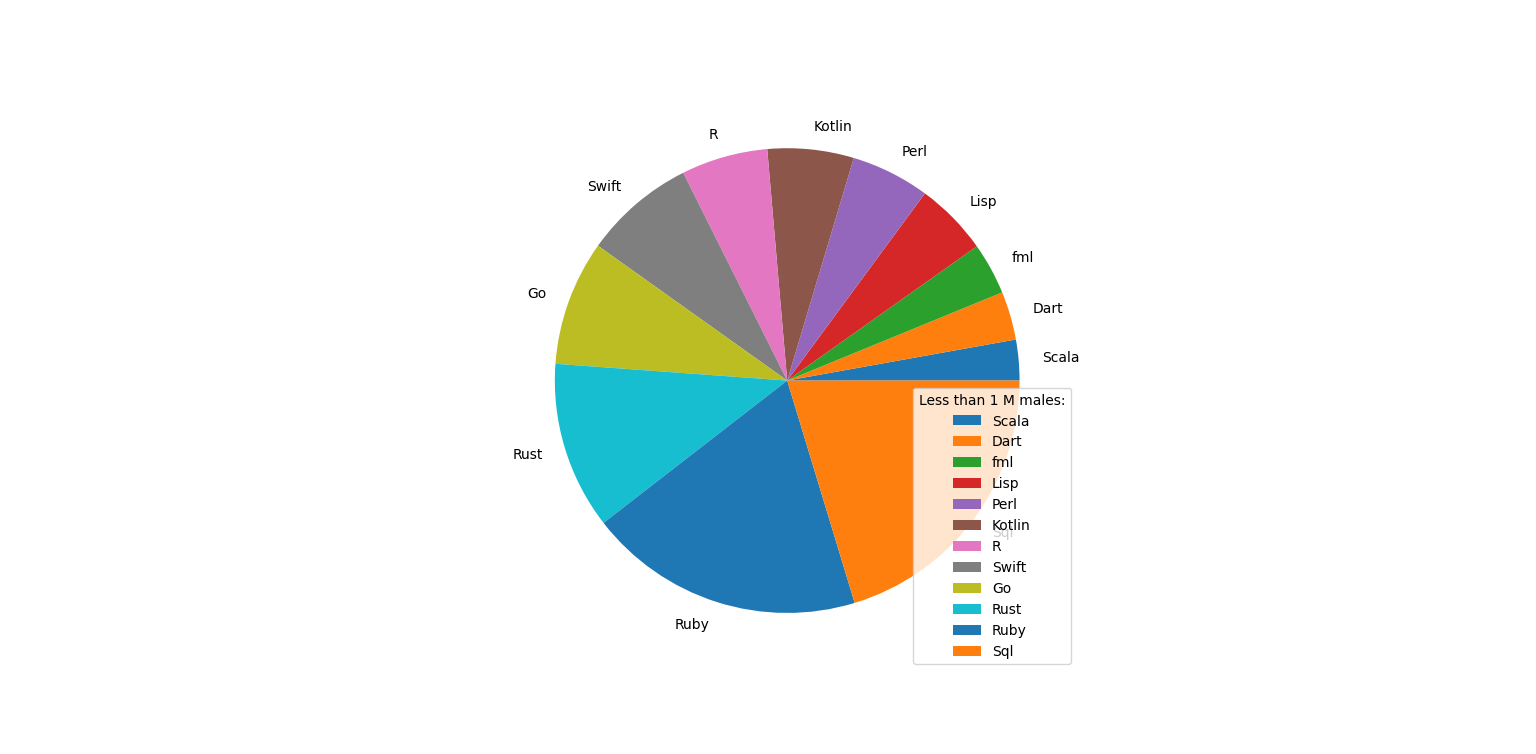 Kotlin
R
Perl
Swift
Lisp
fml
Go
Dart
Scala
Rust
Ruby
Sql
Less than 1 M males:
Scala
Dart
fml
Lisp
Perl
Kotlin
R
Swift
Go
Rust
Ruby
Sql